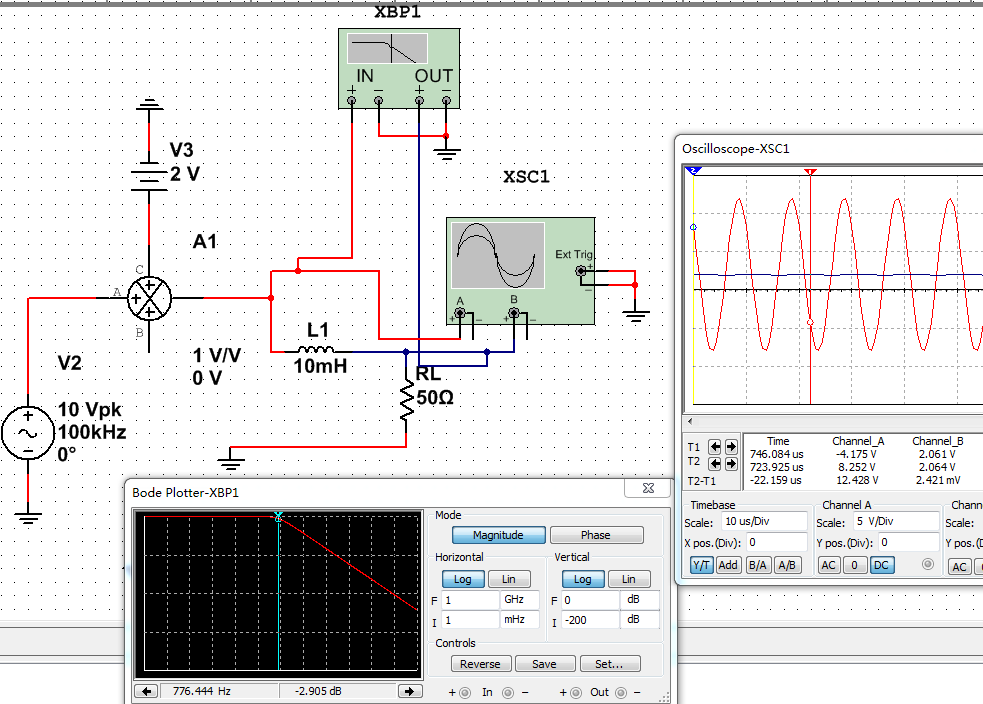 XBP1
IN OUT
+ − + −
V3
2 V
XSC1
A1
Ext Trig
+
−
C
A
B
A B
+ − + −
L1
10mH
1 V/V
0 V
RL
50Ω
V2
10 Vpk
100kHz
0°
Oscilloscope-XSC1
2
1
T1
T2
T2-T1
Time Channel_A Channel_B
746.084 us -4.175 V 2.061 V
723.925 us 8.252 V 2.064 V
-22.159 us 12.428 V 2.421 mV
Timebase
Scale: 10 us/Div
X pos.(Div): 0
Y/T Add B/A A/B
Channel A
Scale: 5 V/Div
Y pos.(Div): 0
AC 0 DC
Chann
Scale:
Y pos.(D
AC
Bode Plotter-XBP1
Mode
Magnitude Phase
Horizontal Vertical
Log Lin Log Lin
F 1 GHz F 0 dB
I 1 mHz I -200 dB
Controls
Reverse Save Set...
776.444 Hz -2.905 dB
+ In − + Out −